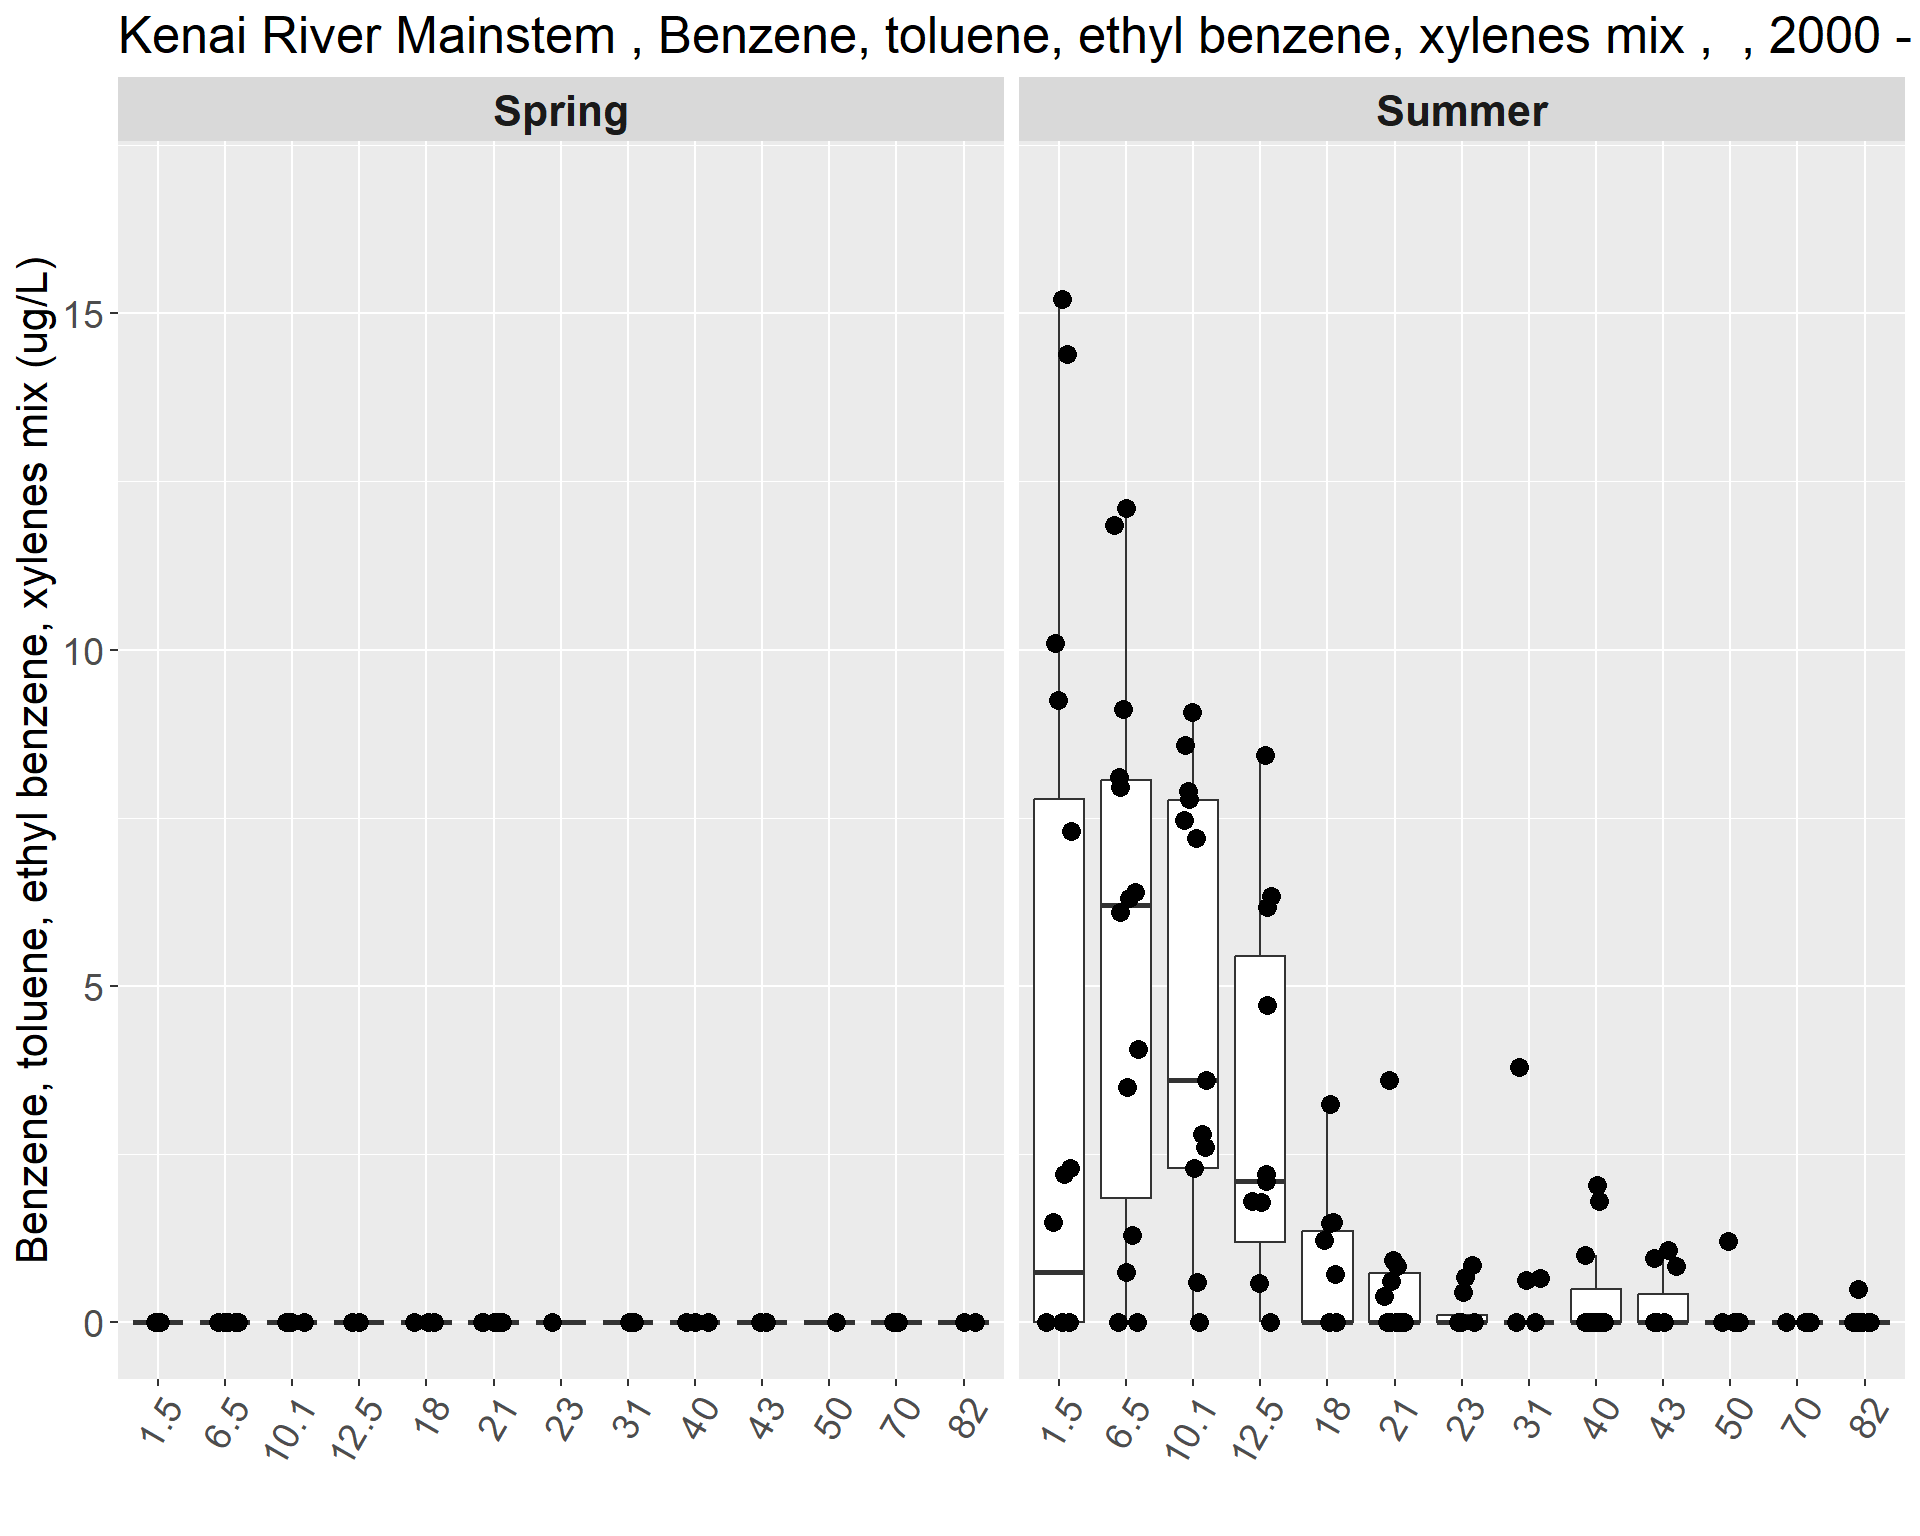 Kenai River Mainstem , Benzene, toluene, ethyl benzene, xylenes mix ,  , 2000 -
Spring
Summer
Benzene, toluene, ethyl benzene, xylenes mix (ug/L)
15
10
5
0
1.5 6.5 10.1 12.5 18 21 23 31 40 43 50 70 82
1.5 6.5 10.1 12.5 18 21 23 31 40 43 50 70 82